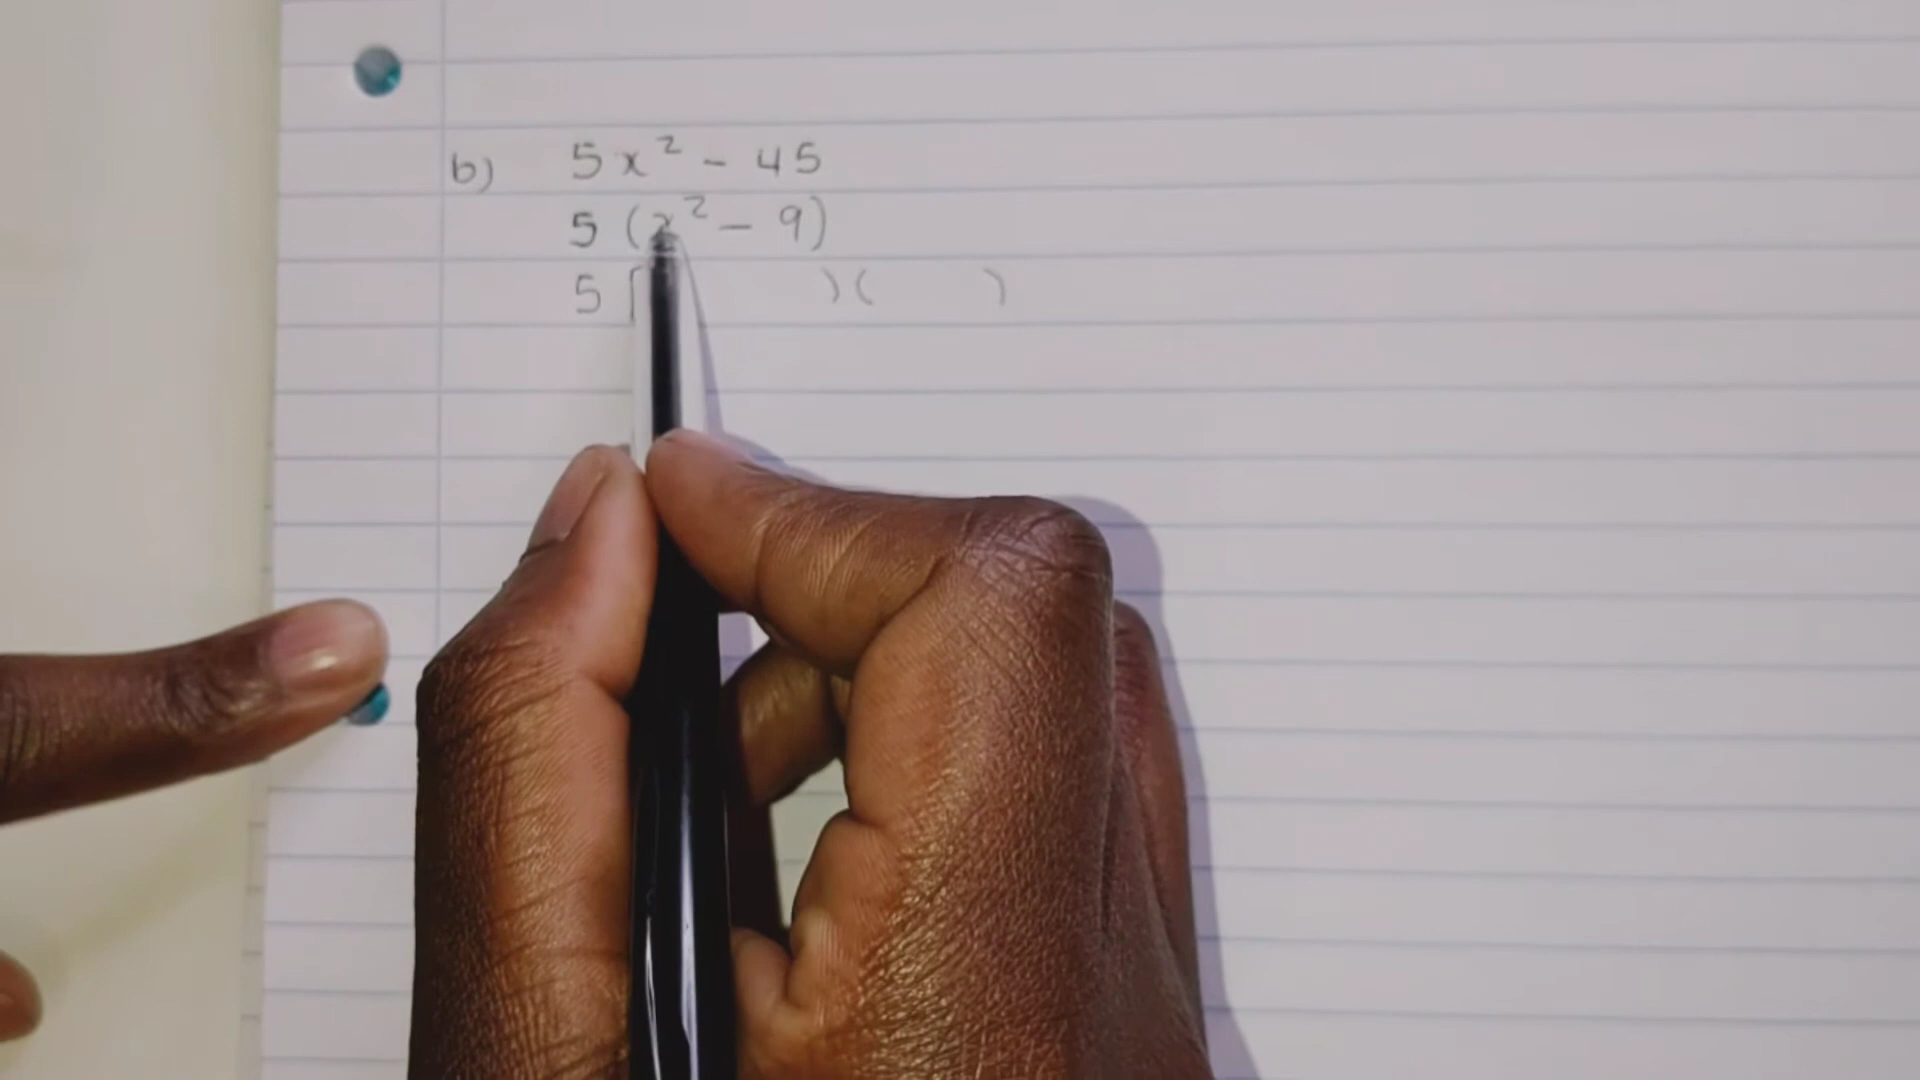 b) 5x² - 45
5 (x² - 9)
5 (      ) (      )